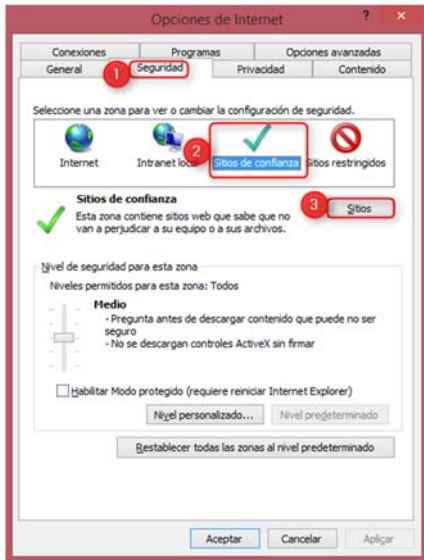 Opciones de Internet
?
×
Conexiones Programas Opciones avanzadas
General 1 Seguridad Privacidad Contenido
Seleccione una zona para ver o cambiar la configuración de seguridad.
2
Internet Intranet local Sitios de confianza Sitios restringidos
Sitios de confianza
3 Sitios
Esta zona contiene sitios web que sabe que no
van a perjudicar a su equipo o a sus archivos.
Nivel de seguridad para esta zona
Niveles permitidos para esta zona: Todos
Medio
- Pregunta antes de descargar contenido que puede no ser
seguro
- No se descargan controles ActiveX sin firmar
Habilitar Modo protegido (requiere reiniciar Internet Explorer)
Nivel personalizado... Nivel predeterminado
Restablecer todas las zonas al nivel predeterminado
Aceptar Cancelar Aplicar